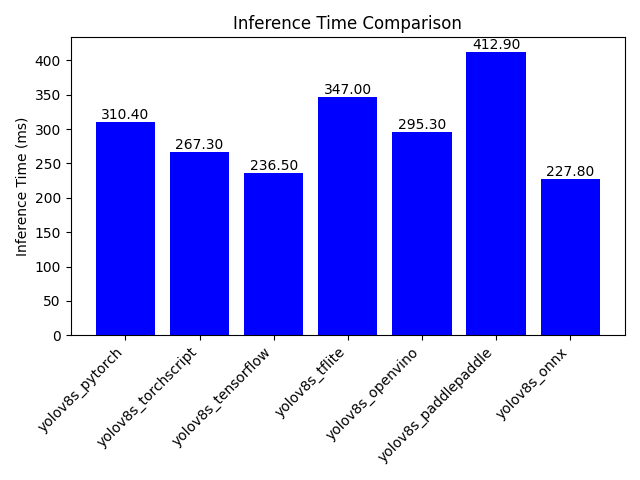 Inference Time Comparison
Inference Time (ms)
400
350
300
250
200
150
100
50
0
310.40
267.30
236.50
347.00
295.30
412.90
227.80
yolov8s_pytorch
yolov8s_torchscript
yolov8s_tensorflow
yolov8s_tflite
yolov8s_openvino
yolov8s_paddlepaddle
yolov8s_onnx